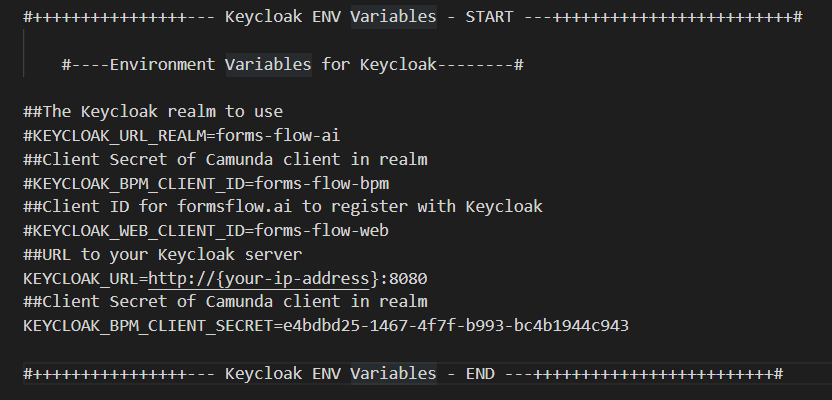 #++++++++++++++++--- Keycloak ENV Variables - START ---+++++++++++++++++++++++++#
#----Environment Variables for Keycloak--------#
##The Keycloak realm to use
#KEYCLOAK_URL_REALM=forms-flow-ai
##Client Secret of Camunda client in realm
#KEYCLOAK_BPM_CLIENT_ID=forms-flow-bpm
##Client ID for formsflow.ai to register with Keycloak
#KEYCLOAK_WEB_CLIENT_ID=forms-flow-web
##URL to your Keycloak server
KEYCLOAK_URL=http://{your-ip-address}:8080
##Client Secret of Camunda client in realm
KEYCLOAK_BPM_CLIENT_SECRET=e4bdbd25-1467-4f7f-b993-bc4b1944c943
#++++++++++++++++--- Keycloak ENV Variables - END ---+++++++++++++++++++++++++#